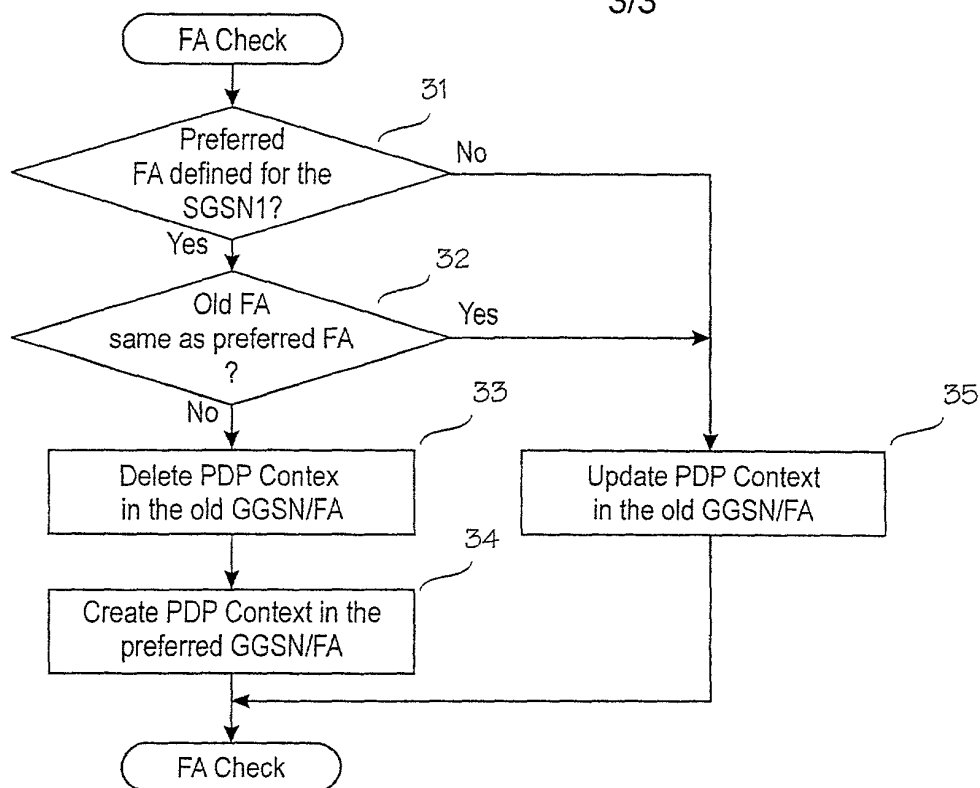 3/3
FA Check
31
Preferred
FA defined for the
SGSN1?
No
Yes
32
Old FA
same as preferred FA
?
Yes
No
33
Delete PDP Contex
in the old GGSN/FA
35
Update PDP Context
in the old GGSN/FA
34
Create PDP Context in the
preferred GGSN/FA
FA Check